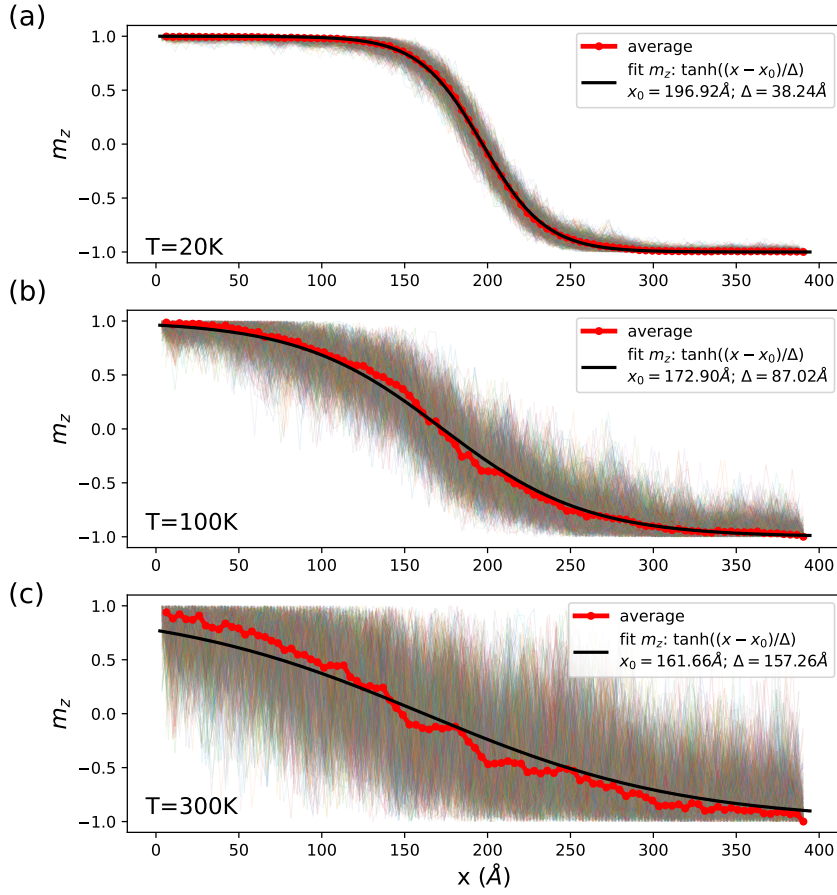 (a)
1.0
0.5
0.0
−0.5
−1.0
m_z
average
fit m_z: tanh((x − x_0)/Δ)
x_0 = 196.92Å; Δ = 38.24Å
T=20K
0 50 100 150 200 250 300 350 400
(b)
1.0
0.5
0.0
−0.5
−1.0
m_z
average
fit m_z: tanh((x − x_0)/Δ)
x_0 = 172.90Å; Δ = 87.02Å
T=100K
0 50 100 150 200 250 300 350 400
(c)
1.0
0.5
0.0
−0.5
−1.0
m_z
average
fit m_z: tanh((x − x_0)/Δ)
x_0 = 161.66Å; Δ = 157.26Å
T=300K
0 50 100 150 200 250 300 350 400
x (Å)